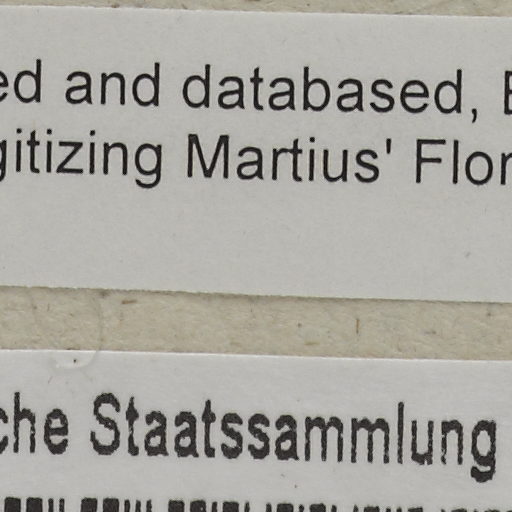 ed and databased,
gitizing Martius' Flor
che Staatssammlung